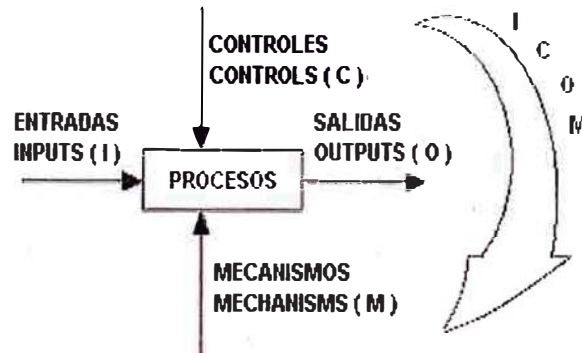 CONTROLES
CONTROLS ( C )
ENTRADAS
INPUTS ( I )
PROCESOS
SALIDAS
OUTPUTS ( O )
MECANISMOS
MECHANISMS ( M )
I
C
O
M